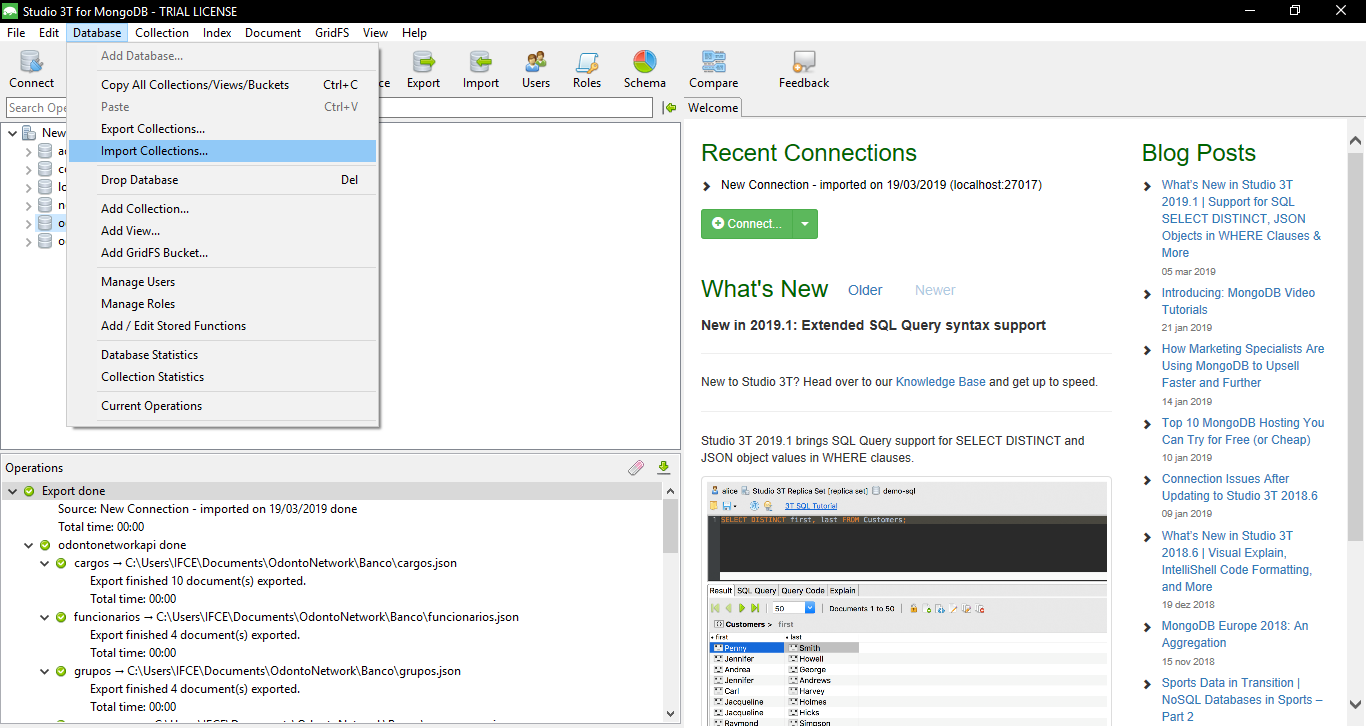 Studio 3T for MongoDB - TRIAL LICENSE
File Edit Database Collection Index Document GridFS View Help
Connect
Export Import Users Roles Schema Compare Feedback
Search Ope
Welcome
New
Add Database...
Copy All Collections/Views/Buckets Ctrl+C
Paste Ctrl+V
Export Collections...
Import Collections...
Drop Database Del
Add Collection...
Add View...
Add GridFS Bucket...
Manage Users
Manage Roles
Add / Edit Stored Functions
Database Statistics
Collection Statistics
Current Operations
Operations
Export done
Source: New Connection - imported on 19/03/2019 done
Total time: 00:00
odontonetworkapi done
cargos → C:\Users\IFCE\Documents\OdontoNetwork\Banco\cargos.json
Export finished 10 document(s) exported.
Total time: 00:00
funcionarios → C:\Users\IFCE\Documents\OdontoNetwork\Banco\funcionarios.json
Export finished 4 document(s) exported.
Total time: 00:00
grupos → C:\Users\IFCE\Documents\OdontoNetwork\Banco\grupos.json
Export finished 4 document(s) exported.
Total time: 00:00
Recent Connections
New Connection - imported on 19/03/2019 (localhost:27017)
Connect...
What's New Older Newer
New in 2019.1: Extended SQL Query syntax support
New to Studio 3T? Head over to our Knowledge Base and get up to speed.
Studio 3T 2019.1 brings SQL Query support for SELECT DISTINCT and
JSON object values in WHERE clauses.
alice Studio 3T Replica Set [replica set] demo-sql
3T SQL Tutorial
1 SELECT DISTINCT first, last FROM Customers;
Result SQL Query Query Code Explain
50 Documents 1 to 50
Customers > first
first last
Penny Smith
Jennifer Howell
Andrea George
Jennifer Andrews
Carl Harvey
Jacqueline Holmes
Jacqueline Hicks
Raymond Simpson
Blog Posts
What's New in Studio 3T
2019.1 | Support for SQL
SELECT DISTINCT, JSON
Objects in WHERE Clauses &
More
05 mar 2019
Introducing: MongoDB Video
Tutorials
21 jan 2019
How Marketing Specialists Are
Using MongoDB to Upsell
Faster and Further
14 jan 2019
Top 10 MongoDB Hosting You
Can Try for Free (or Cheap)
10 jan 2019
Connection Issues After
Updating to Studio 3T 2018.6
09 jan 2019
What's New in Studio 3T
2018.6 | Visual Explain,
IntelliShell Code Formatting,
and More
19 dez 2018
MongoDB Europe 2018: An
Aggregation
15 nov 2018
Sports Data in Transition |
NoSQL Databases in Sports –
Part 2